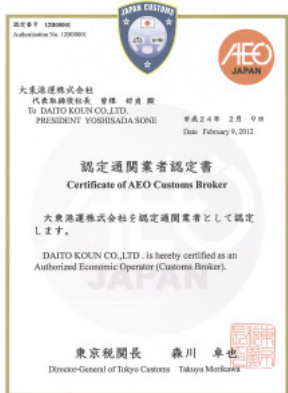 認定番号 12B00001
Authorization No. 12B00001
JAPAN CUSTOMS
AEO
JAPAN
大東港運株式会社
代表取締役社長 曽根 好貞 殿
To DAITO KOUN CO.,LTD.
PRESIDENT YOSHISADA SONE
平成24年 2月 9日
Date February 9, 2012
認定通関業者認定書
Certificate of AEO Customs Broker
大東港運株式会社を認定通関業者として認定
します。
DAITO KOUN CO.,LTD . is hereby certified as an
Authorized Economic Operator (Customs Broker).
東京税関長 森川 卓也
Director-General of Tokyo Customs Takuya Morikawa